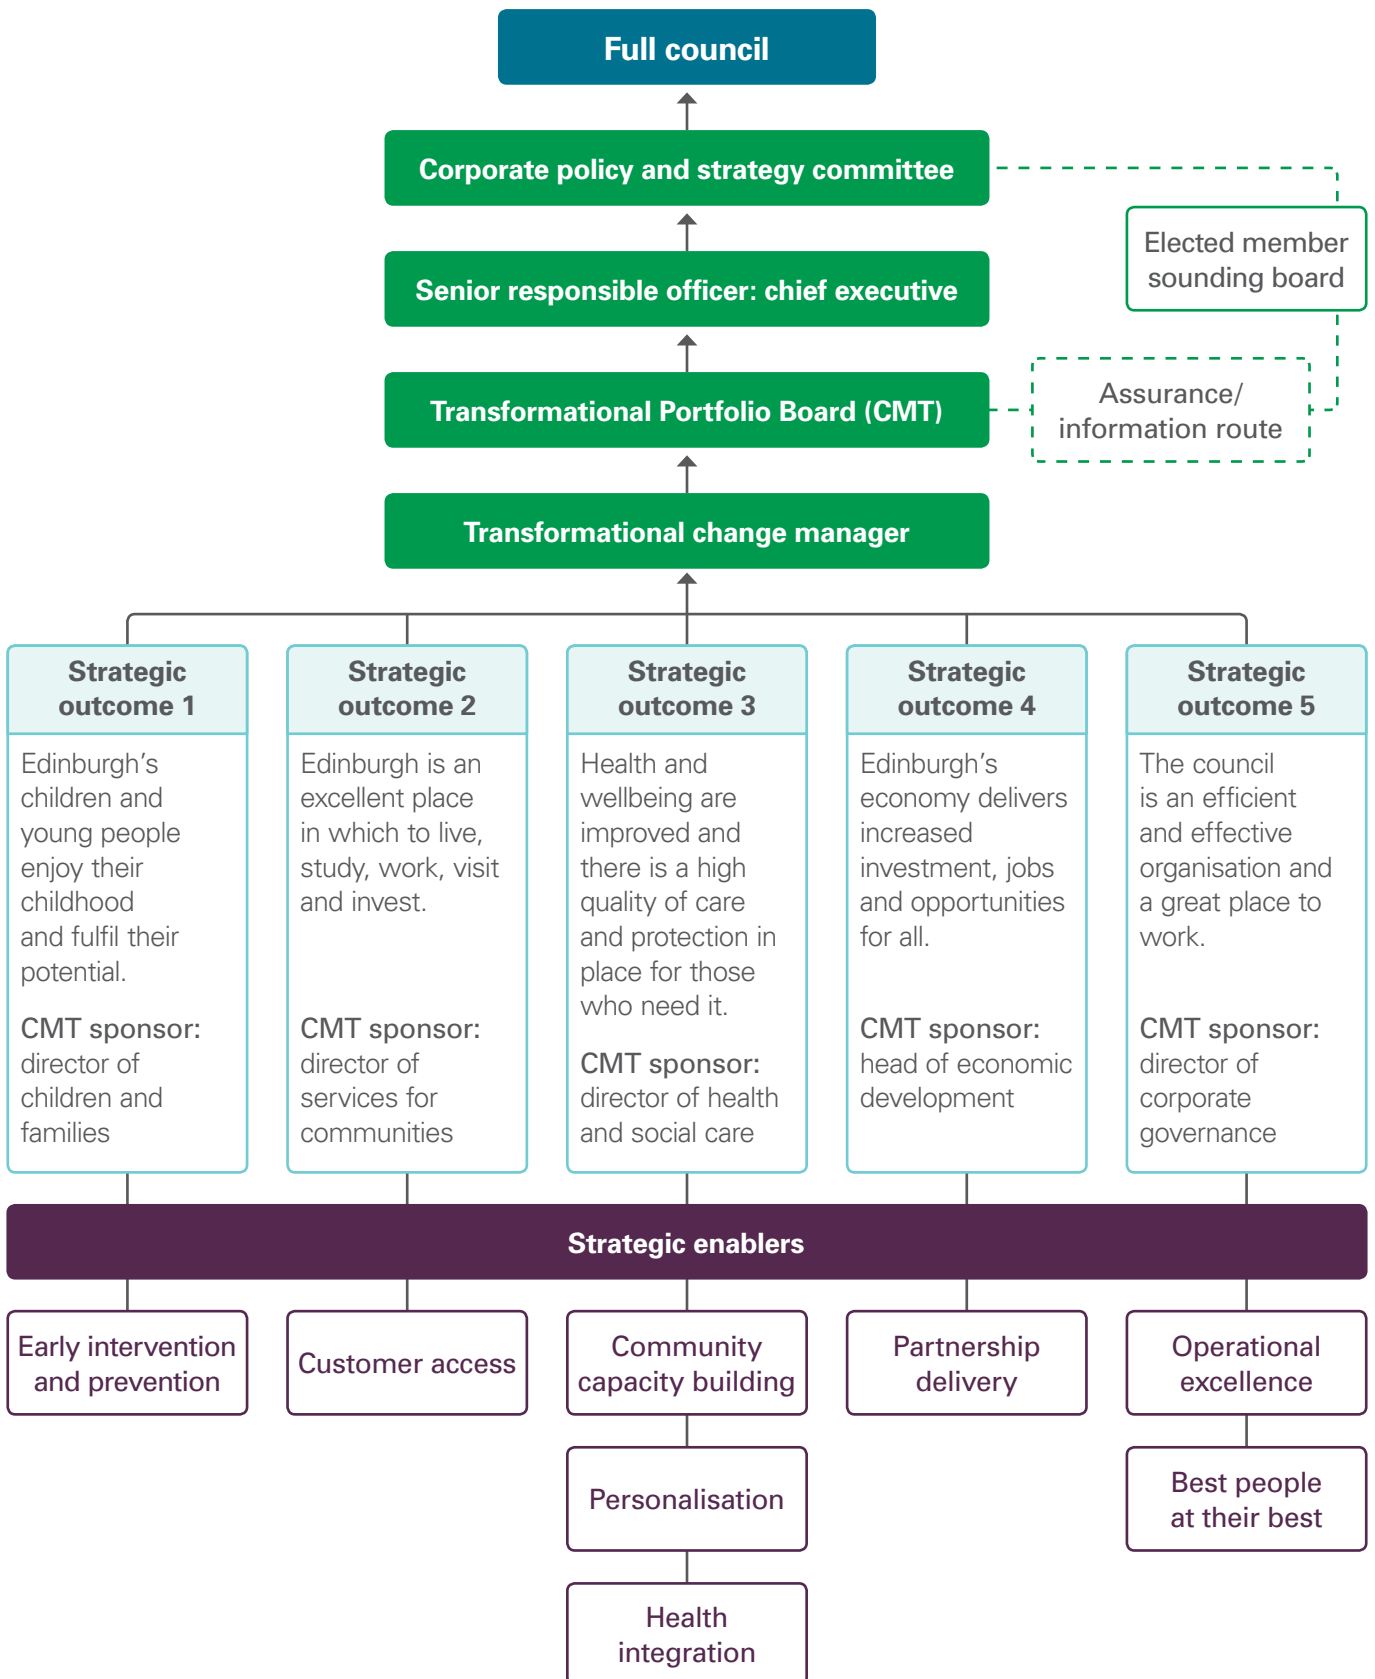 Full council
Corporate policy and strategy committee
Elected member
sounding board
Senior responsible officer: chief executive
Transformational Portfolio Board (CMT)
Assurance/
information route
Transformational change manager
Strategic
outcome 1
Edinburgh's
children and
young people
enjoy their
childhood
and fulfil their
potential.
CMT sponsor:
director of
children and
families
Strategic
outcome 2
Edinburgh is an
excellent place
in which to live,
study, work, visit
and invest.
CMT sponsor:
director of
services for
communities
Strategic
outcome 3
Health and
wellbeing are
improved and
there is a high
quality of care
and protection in
place for those
who need it.
CMT sponsor:
director of health
and social care
Strategic
outcome 4
Edinburgh's
economy delivers
increased
investment, jobs
and opportunities
for all.
CMT sponsor:
head of economic
development
Strategic
outcome 5
The council
is an efficient
and effective
organisation and
a great place to
work.
CMT sponsor:
director of
corporate
governance
Strategic enablers
Early intervention
and prevention
Customer access
Community
capacity building
Partnership
delivery
Operational
excellence
Personalisation
Best people
at their best
Health
integration